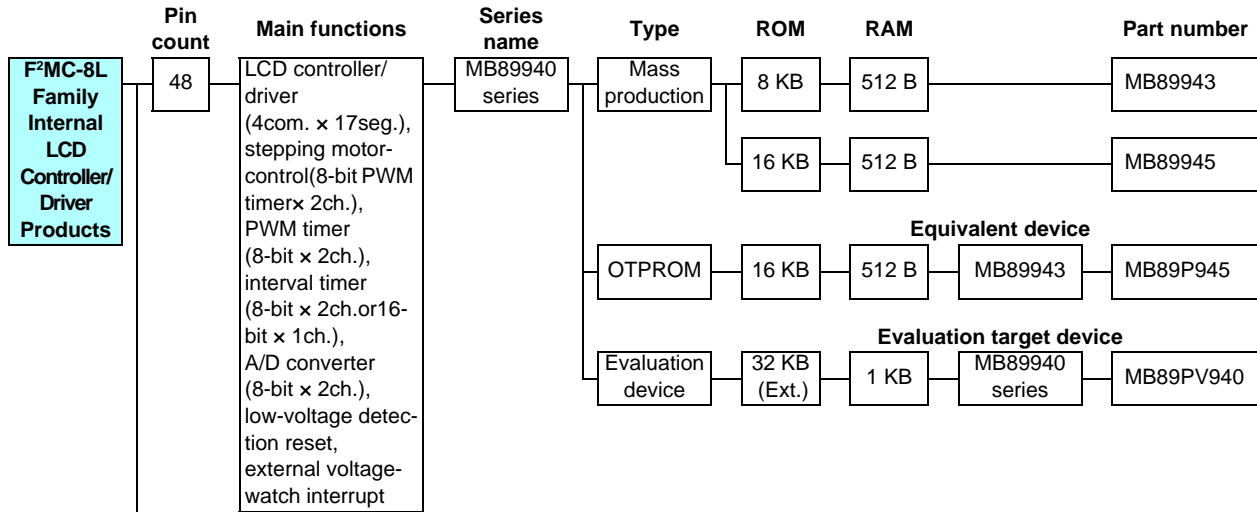 Pin count Main functions Series name Type ROM RAM Part number
F²MC-8L
Family
Internal
LCD
Controller/
Driver
Products
48
LCD controller/
driver
(4com. × 17seg.),
stepping motor-
control(8-bit PWM
timer× 2ch.),
PWM timer
(8-bit × 2ch.),
interval timer
(8-bit × 2ch.or16-
bit × 1ch.),
A/D converter
(8-bit × 2ch.),
low-voltage detec-
tion reset,
external voltage-
watch interrupt
MB89940
series
Mass
production
8 KB 512 B MB89943
16 KB 512 B MB89945
Equivalent device
OTPROM 16 KB 512 B MB89943 MB89P945
Evaluation target device
Evaluation
device
32 KB
(Ext.)
1 KB
MB89940
series
MB89PV940